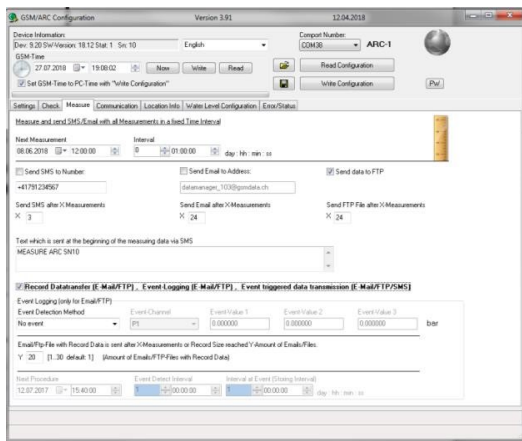 GSM/ARC Configuration Version 3.91 12.04.2018
Device Information: Comport Number:
Dev: 9.20 SW-Version: 18.12 Stat: 1 Sn: 10 English COM38 ARC-1
GSM-Time
27.07.2018 19:08:02 Now Write Read Read Configuration
Set GSM-Time to PC-Time with "Write Configuration" Write Configuration PW
Settings Check Measure Communication Location Info Water Level Configuration Error/Status
Measure and send SMS/Email with all Measurements in a fixed Time Interval
Next Measurement Interval
08.06.2018 12:00:00 0 01:00:00 day : hh : min : ss
Send SMS to Number: Send Email to Address: Send data to FTP
+41791234567 datamanager_103@gsmdata.ch
Send SMS after X-Measurements Send Email after X-Measurements Send FTP File after X-Measurements
X 3 X 24 X 24
Text which is sent at the beginning of the measuring data via SMS
MEASURE ARC SN10
Record Datatransfer (E-Mail/FTP) , Event-Logging (E-Mail/FTP) , Event triggered data transmission (E-Mail/FTP/SMS)
Event Logging (only for Email/FTP)
Event Detection Method Event-Channel Event-Value 1 Event-Value 2 Event-Value 3
No event P1 0.000000 0.000000 0.000000 bar
Email/Ftp-File with Record Data is sent after X-Measurements or Record Size reached Y-Amount of Emails/Files
Y 20 [1..30 default: 1] (Amount of Emails/FTP-Files with Record Data)
Next Procedure Event Detect Interval Interval at Event (Storing Interval)
12.07.2017 15:40:00 1 00:00:00 1 00:00:00 day : hh : min : ss